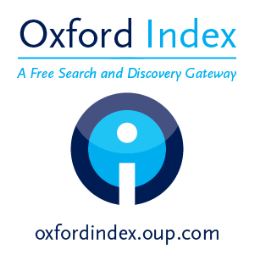 Oxford Index
A Free Search and Discovery Gateway
oxfordindex.oup.com